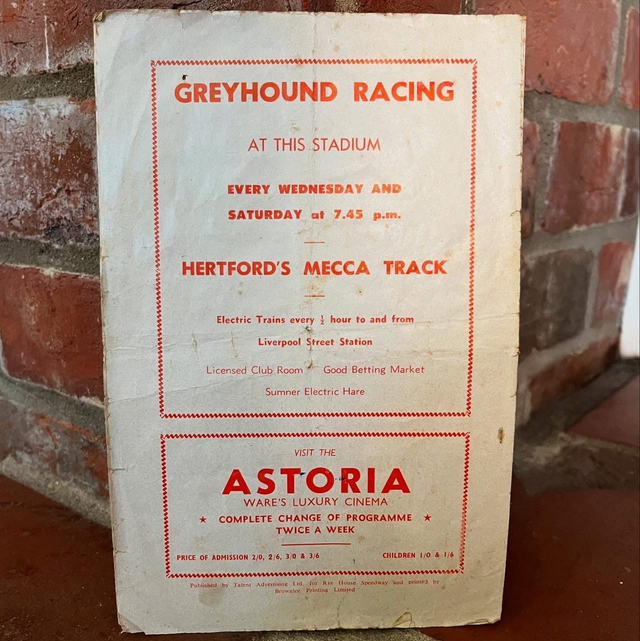 GREYHOUND RACING
AT THIS STADIUM
EVERY WEDNESDAY AND
SATURDAY at 7.45 p.m.
HERTFORD'S MECCA TRACK
Electric Trains every ½ hour to and from
Liverpool Street Station
Licensed Club Room Good Betting Market
Sumner Electric Hare
VISIT THE
ASTORIA
WARE'S LUXURY CINEMA
★ COMPLETE CHANGE OF PROGRAMME ★
TWICE A WEEK
PRICE OF ADMISSION 2/0, 2/6, 3/0 & 3/6 CHILDREN 1/0 & 1/6
Published by Talent Advertising Ltd. for Rye House Speedway and printed by
Brownlee Printing Limited